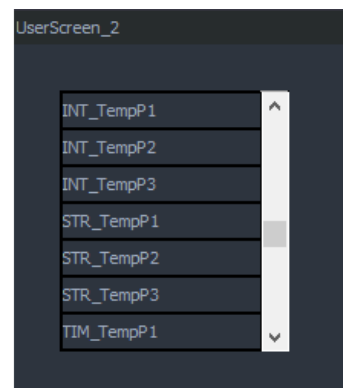 UserScreen_2
INT_TempP1
INT_TempP2
INT_TempP3
STR_TempP1
STR_TempP2
STR_TempP3
TIM_TempP1